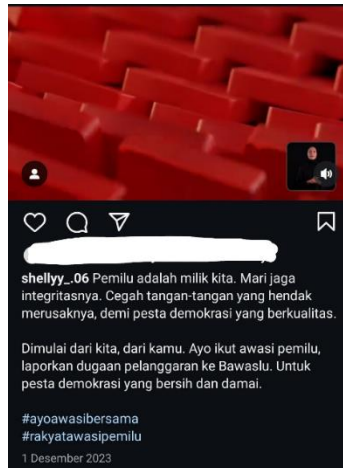 shellyy_.06 Pemilu adalah milik kita. Mari jaga
integritasnya. Cegah tangan-tangan yang hendak
merusaknya, demi pesta demokrasi yang berkualitas.
Dimulai dari kita, dari kamu. Ayo ikut awasi pemilu,
laporkan dugaan pelanggaran ke Bawaslu. Untuk
pesta demokrasi yang bersih dan damai.
#ayoawasibersama
#rakyatawasipemilu
1 Desember 2023